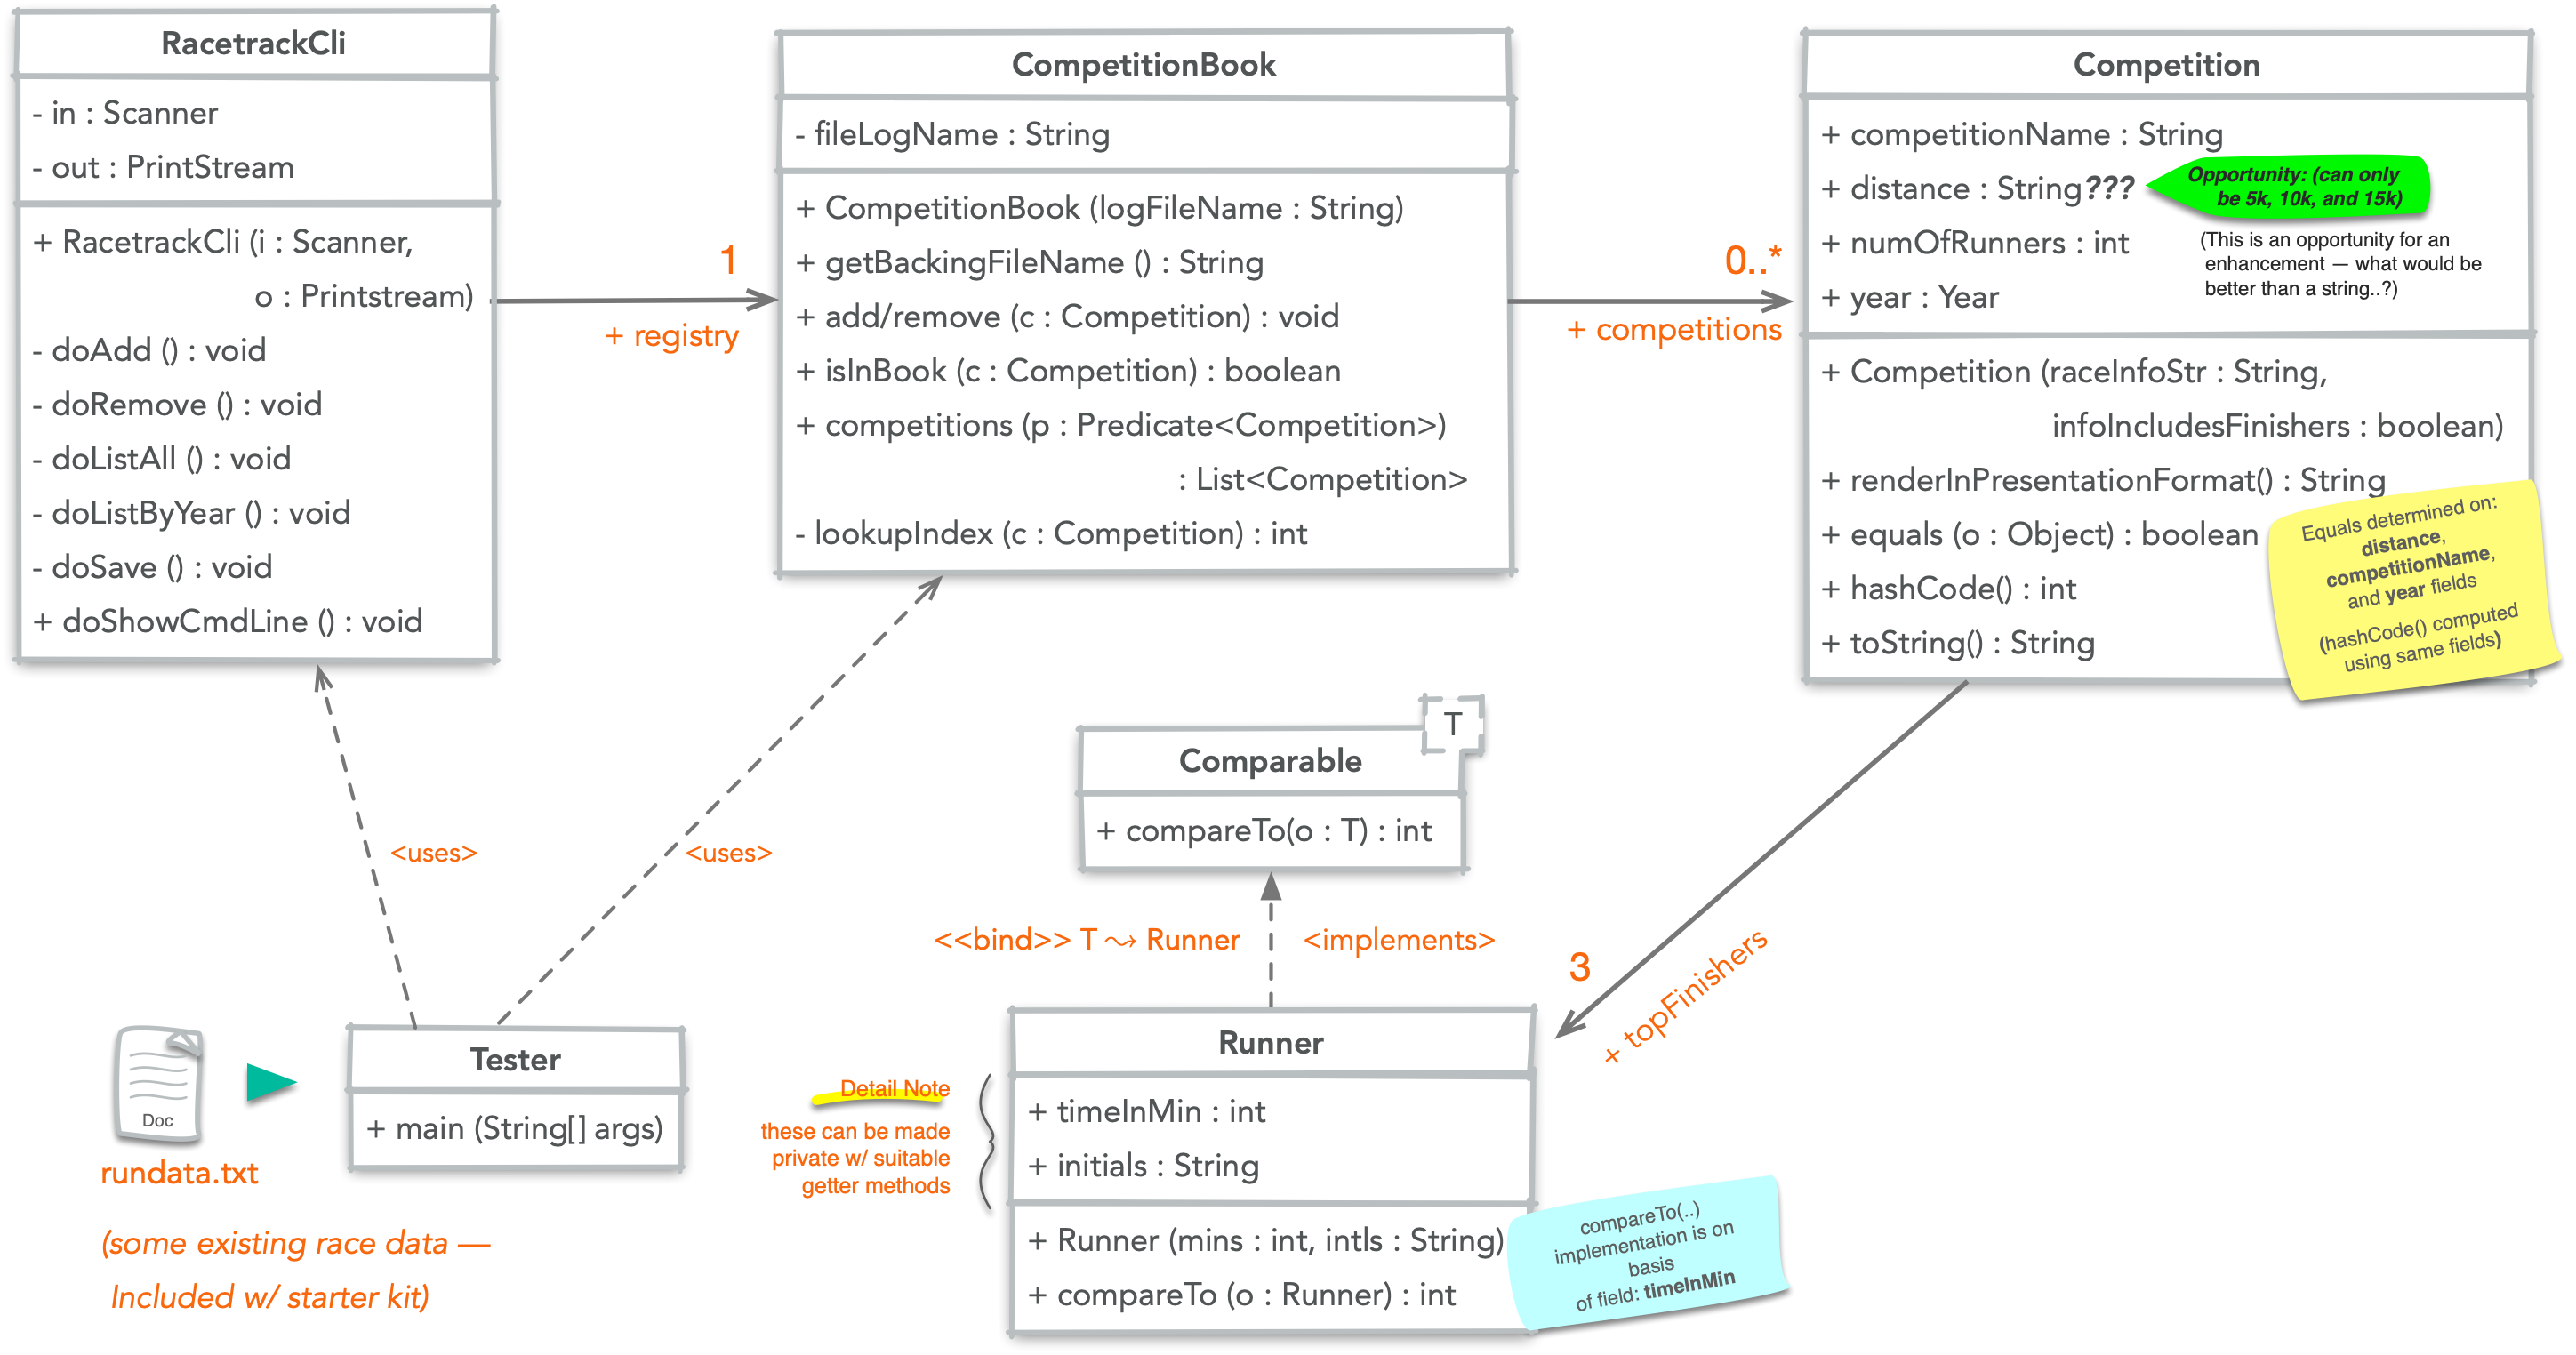 RacetrackCli
- in : Scanner
- out : PrintStream
+ RacetrackCli (i : Scanner,
o : Printstream)
- doAdd () : void
- doRemove () : void
- doListAll () : void
- doListByYear () : void
- doSave () : void
+ doShowCmdLine () : void
1
+ registry
CompetitionBook
- fileLogName : String
+ CompetitionBook (logFileName : String)
+ getBackingFileName () : String
+ add/remove (c : Competition) : void
+ isInBook (c : Competition) : boolean
+ competitions (p : Predicate<Competition>)
: List<Competition>
- lookupIndex (c : Competition) : int
0..*
+ competitions
Competition
+ competitionName : String
+ distance : String???
Opportunity: (can only
be 5k, 10k, and 15k)
+ numOfRunners : int
(This is an opportunity for an
enhancement — what would be
better than a string..?)
+ year : Year
+ Competition (raceInfoStr : String,
infoIncludesFinishers : boolean)
+ renderInPresentationFormat() : String
+ equals (o : Object) : boolean
+ hashCode() : int
+ toString() : String
Equals determined on:
distance,
competitionName,
and year fields
(hashCode() computed
using same fields)
<uses>
<uses>
T
Comparable
+ compareTo(o : T) : int
<<bind>> T ⤳ Runner
<implements>
3
+ topFinishers
Doc
rundata.txt
(some existing race data —
Included w/ starter kit)
Tester
+ main (String[] args)
Detail Note
these can be made
private w/ suitable
getter methods
Runner
+ timeInMin : int
+ initials : String
+ Runner (mins : int, intls : String)
+ compareTo (o : Runner) : int
compareTo(..)
implementation is on
basis
of field: timeInMin